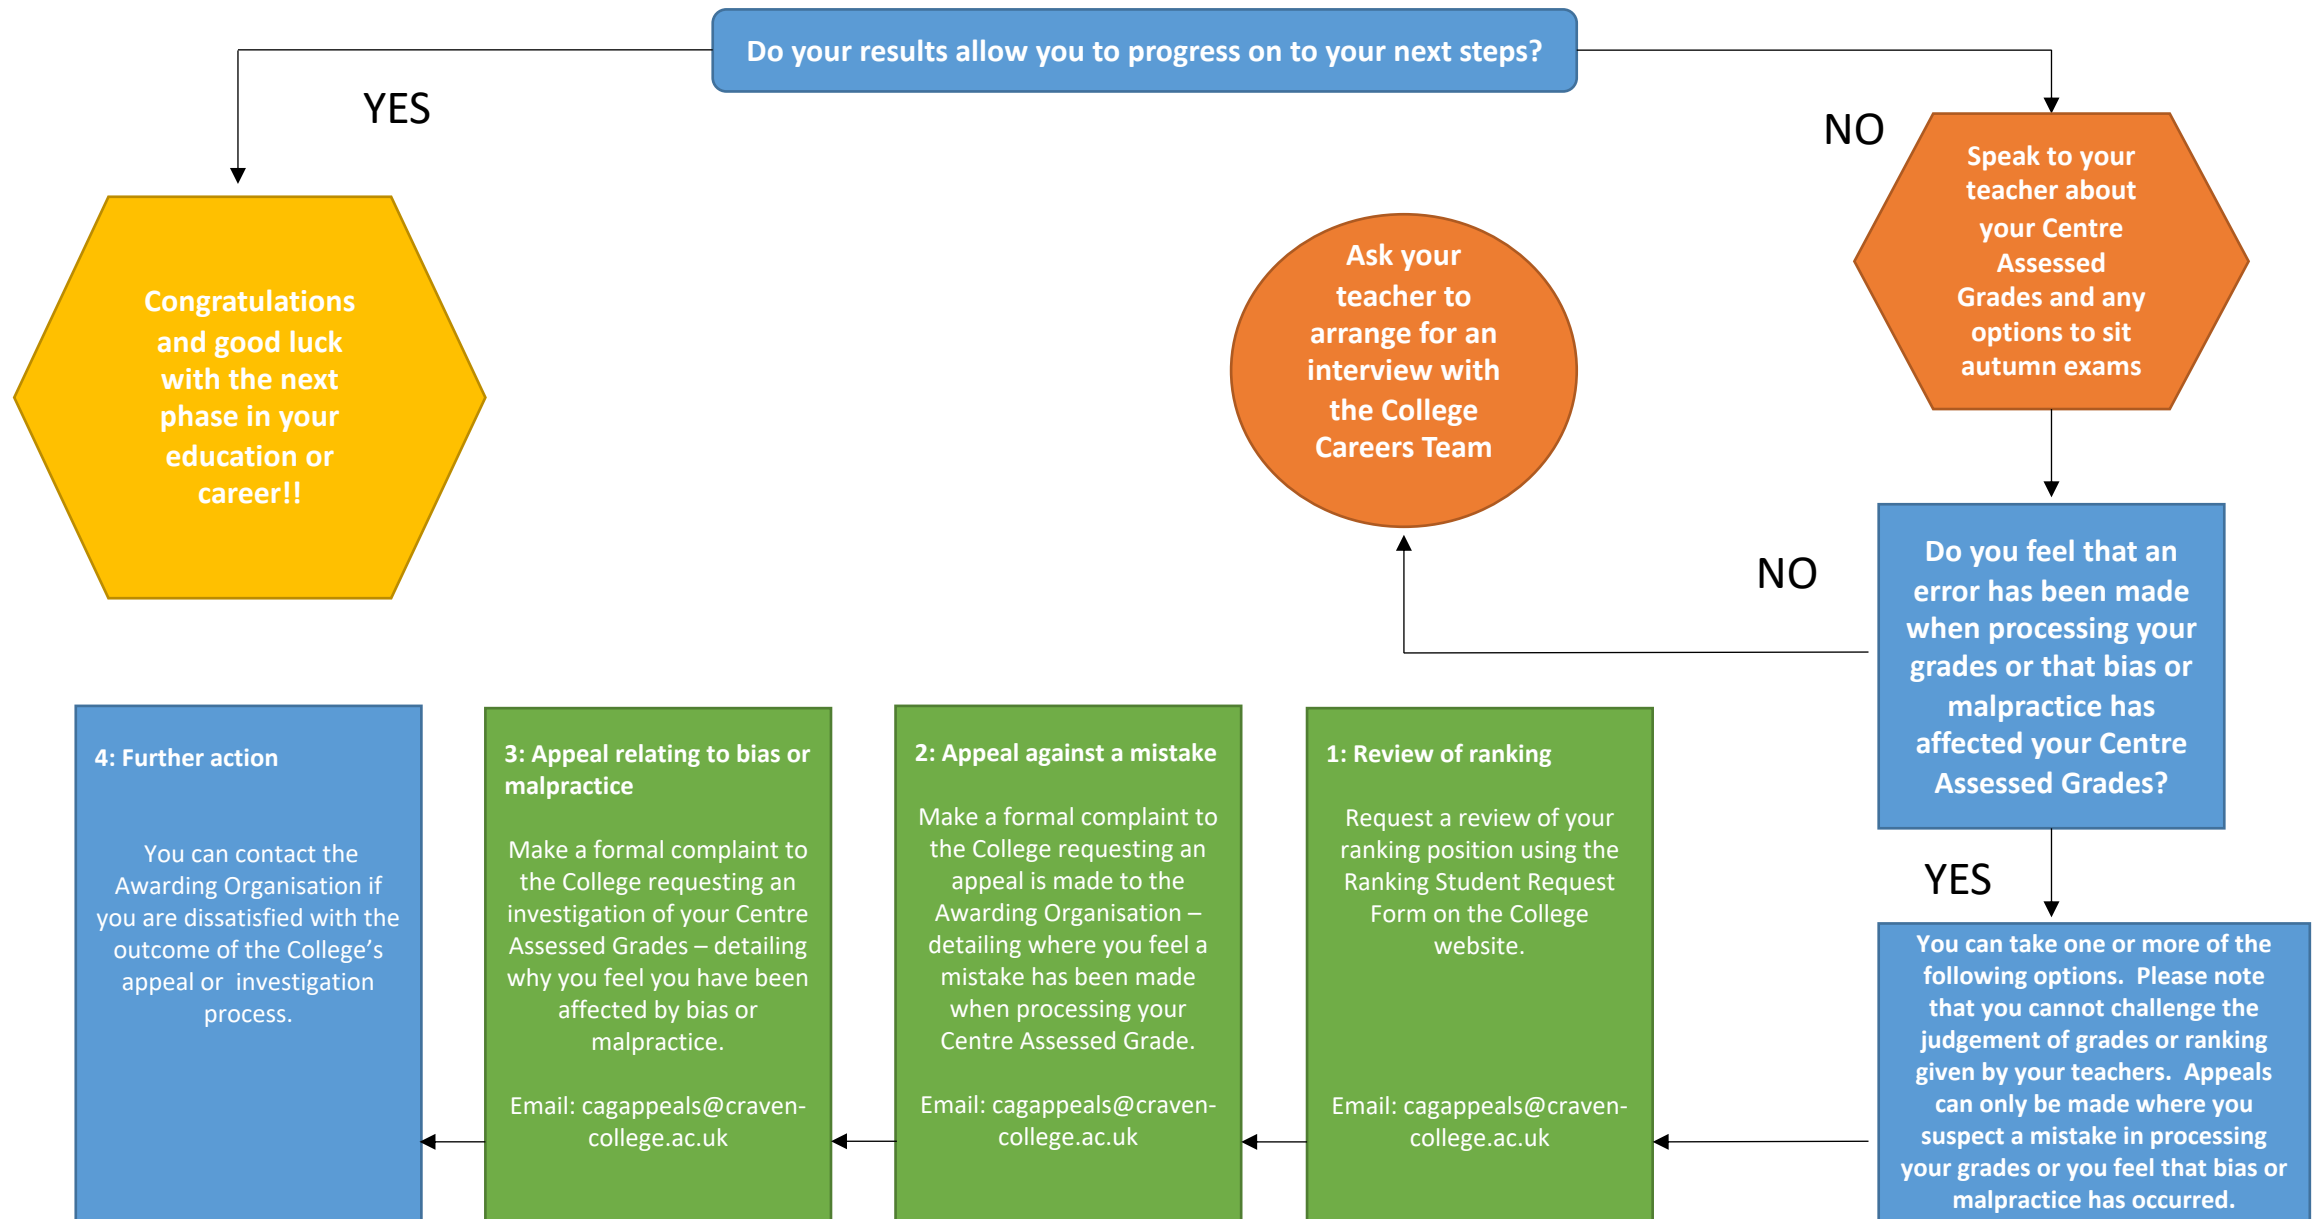 Do your results allow you to progress on to your next steps?
YES
NO
Congratulations
and good luck
with the next
phase in your
education or
career!!
Speak to your
teacher about
your Centre
Assessed
Grades and any
options to sit
autumn exams
Ask your
teacher to
arrange for an
interview with
the College
Careers Team
NO
Do you feel that an
error has been made
when processing your
grades or that bias or
malpractice has
affected your Centre
Assessed Grades?
YES
You can take one or more of the
following options.  Please note
that you cannot challenge the
judgement of grades or ranking
given by your teachers.  Appeals
can only be made where you
suspect a mistake in processing
your grades or you feel that bias or
malpractice has occurred.
1: Review of ranking
Request a review of your
ranking position using the
Ranking Student Request
Form on the College
website.
Email: cagappeals@craven-
college.ac.uk
2: Appeal against a mistake
Make a formal complaint to
the College requesting an
appeal is made to the
Awarding Organisation –
detailing where you feel a
mistake has been made
when processing your
Centre Assessed Grade.
Email: cagappeals@craven-
college.ac.uk
3: Appeal relating to bias or
malpractice
Make a formal complaint to
the College requesting an
investigation of your Centre
Assessed Grades – detailing
why you feel you have been
affected by bias or
malpractice.
Email: cagappeals@craven-
college.ac.uk
4: Further action
You can contact the
Awarding Organisation if
you are dissatisfied with the
outcome of the College’s
appeal or  investigation
process.